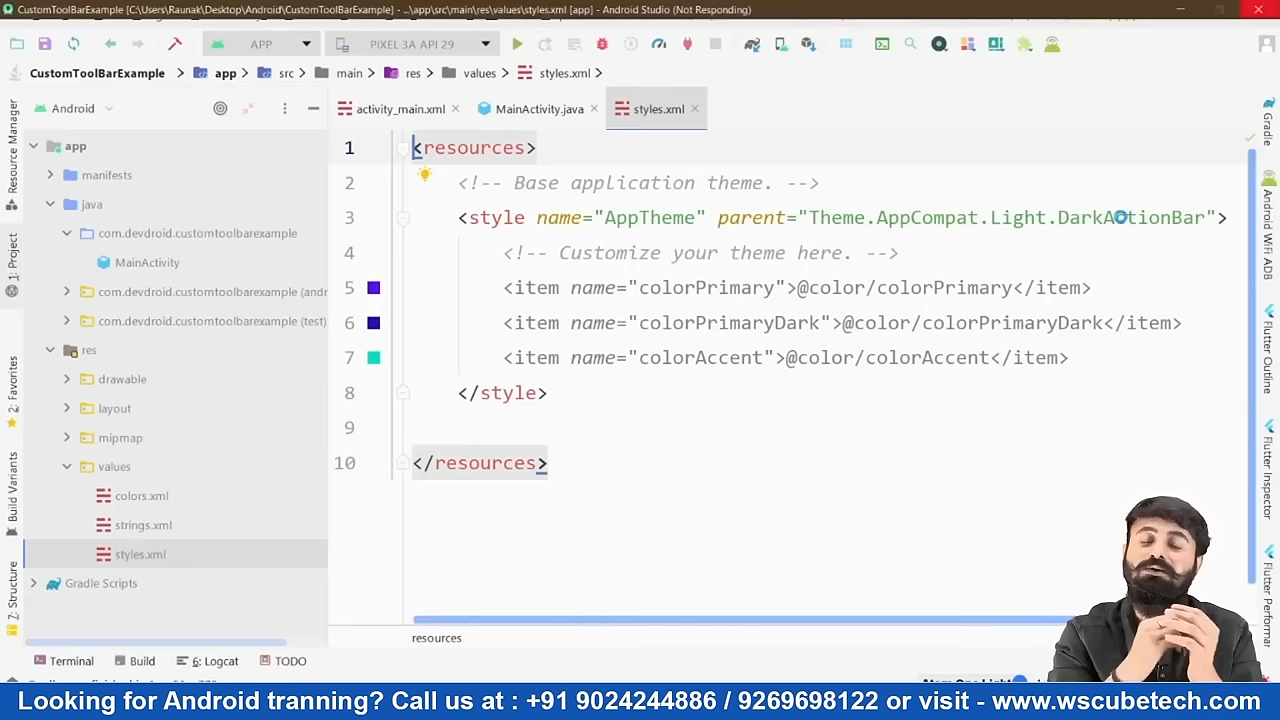 CustomToolBarExample [C:\Users\Raunak\Desktop\Android\CustomToolBarExample] - ...\app\src\main\res\values\styles.xml [app] - Android Studio (Not Responding)
APP
PIXEL 3A API 29
CustomToolBarExample
app
src
main
res
values
styles.xml
Android
activity_main.xml
MainActivity.java
styles.xml
Resource Manager
1: Project
2: Favorites
Build Variants
Z: Structure
app
manifests
java
com.devdroid.customtoolbarexample
MainActivity
com.devdroid.customtoolbarexample (andr
com.devdroid.customtoolbarexample (test)
res
drawable
layout
mipmap
values
colors.xml
strings.xml
styles.xml
Gradle Scripts
1 <resources>
2 <!-- Base application theme. -->
3 <style name="AppTheme" parent="Theme.AppCompat.Light.DarkActionBar">
4 <!-- Customize your theme here. -->
5 <item name="colorPrimary">@color/colorPrimary</item>
6 <item name="colorPrimaryDark">@color/colorPrimaryDark</item>
7 <item name="colorAccent">@color/colorAccent</item>
8 </style>
9
10 </resources>
resources
Gradle
Android WiFi ADB
Flutter Outline
Flutter Inspector
Flutter Performar
Terminal
Build
6: Logcat
TODO
Looking for Android tranning? Call us at : +91 9024244886 / 9269698122 or visit - www.wscubetech.com